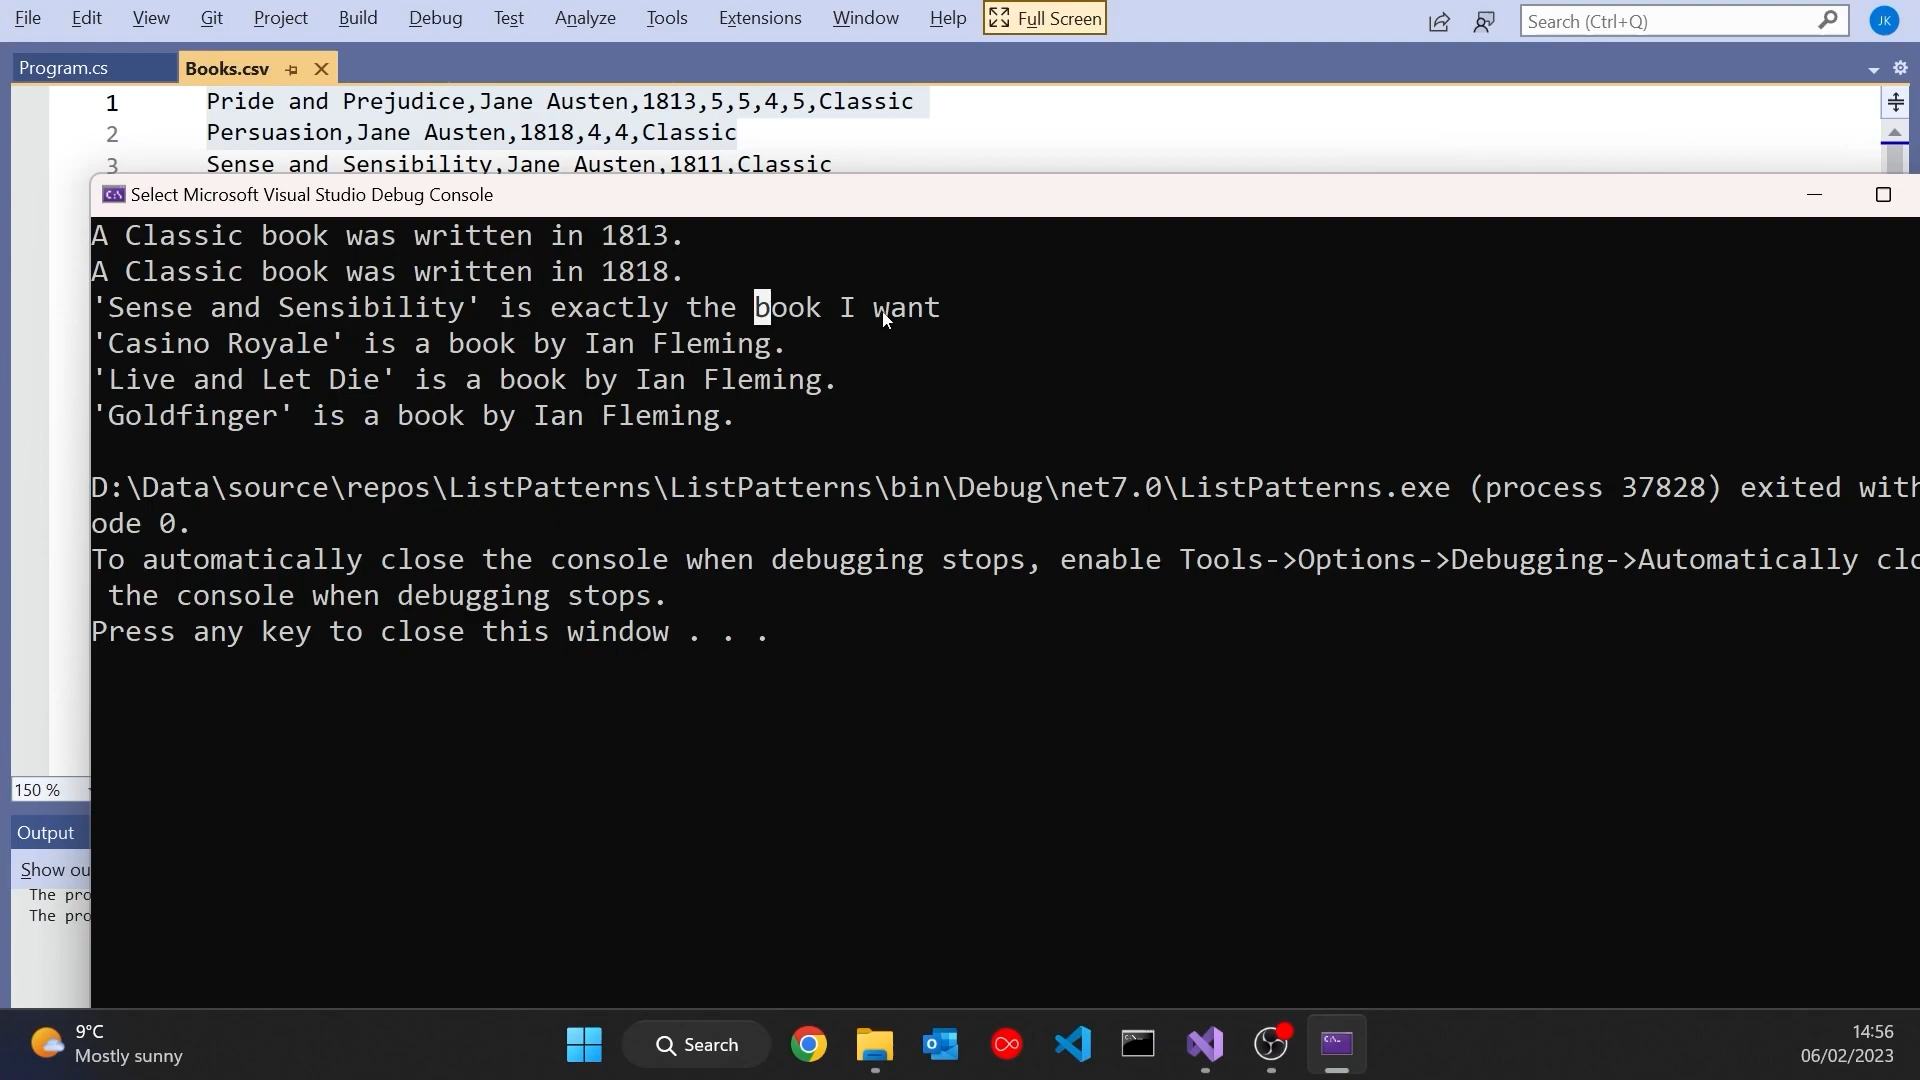 File Edit View Git Project Build Debug Test Analyze Tools Extensions Window Help Full Screen Search (Ctrl+Q) JK
Program.cs Books.csv
1 Pride and Prejudice,Jane Austen,1813,5,5,4,5,Classic
2 Persuasion,Jane Austen,1818,4,4,Classic
3 Sense and Sensibility,Jane Austen,1811,Classic
Select Microsoft Visual Studio Debug Console
A Classic book was written in 1813.
A Classic book was written in 1818.
'Sense and Sensibility' is exactly the book I want
'Casino Royale' is a book by Ian Fleming.
'Live and Let Die' is a book by Ian Fleming.
'Goldfinger' is a book by Ian Fleming.
D:\Data\source\repos\ListPatterns\ListPatterns\bin\Debug\net7.0\ListPatterns.exe (process 37828) exited with
ode 0.
To automatically close the console when debugging stops, enable Tools->Options->Debugging->Automatically clo
the console when debugging stops.
Press any key to close this window . . .
150 %
Output
Show ou
The pro
The pro
9°C
Mostly sunny
Search
14:56
06/02/2023